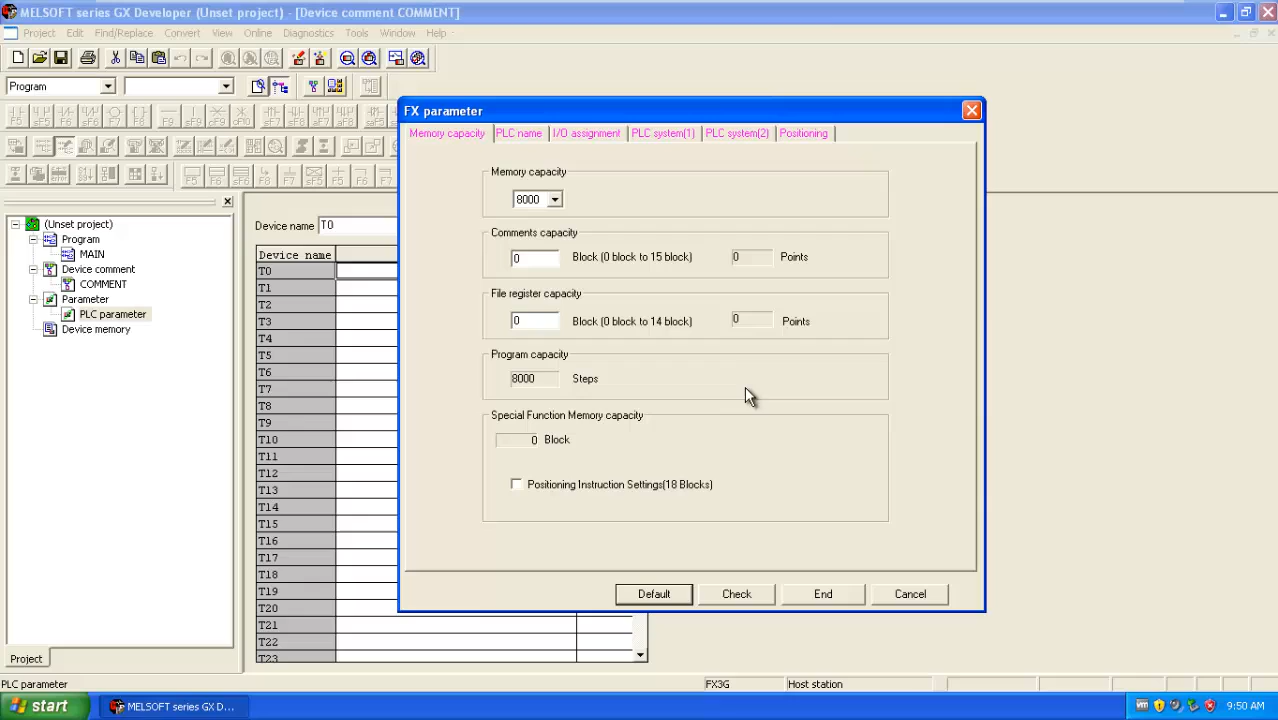 MELSOFT series GX Developer (Unset project) - [Device comment COMMENT]
Project Edit Find/Replace Convert View Online Diagnostics Tools Window Help
Program
FX parameter
Memory capacity PLC name I/O assignment PLC system(1) PLC system(2) Positioning
Memory capacity
8000
Comments capacity
0 Block (0 block to 15 block) 0 Points
File register capacity
0 Block (0 block to 14 block) 0 Points
Program capacity
8000 Steps
Special Function Memory capacity
0 Block
Positioning Instruction Settings(18 Blocks)
Default Check End Cancel
(Unset project)
Program
MAIN
Device comment
COMMENT
Parameter
PLC parameter
Device memory
Project
Device name T0
Device name
T0
T1
T2
T3
T4
T5
T6
T7
T8
T9
T10
T11
T12
T13
T14
T15
T16
T17
T18
T19
T20
T21
T22
T23
PLC parameter FX3G Host station
start MELSOFT series GX D... 9:50 AM